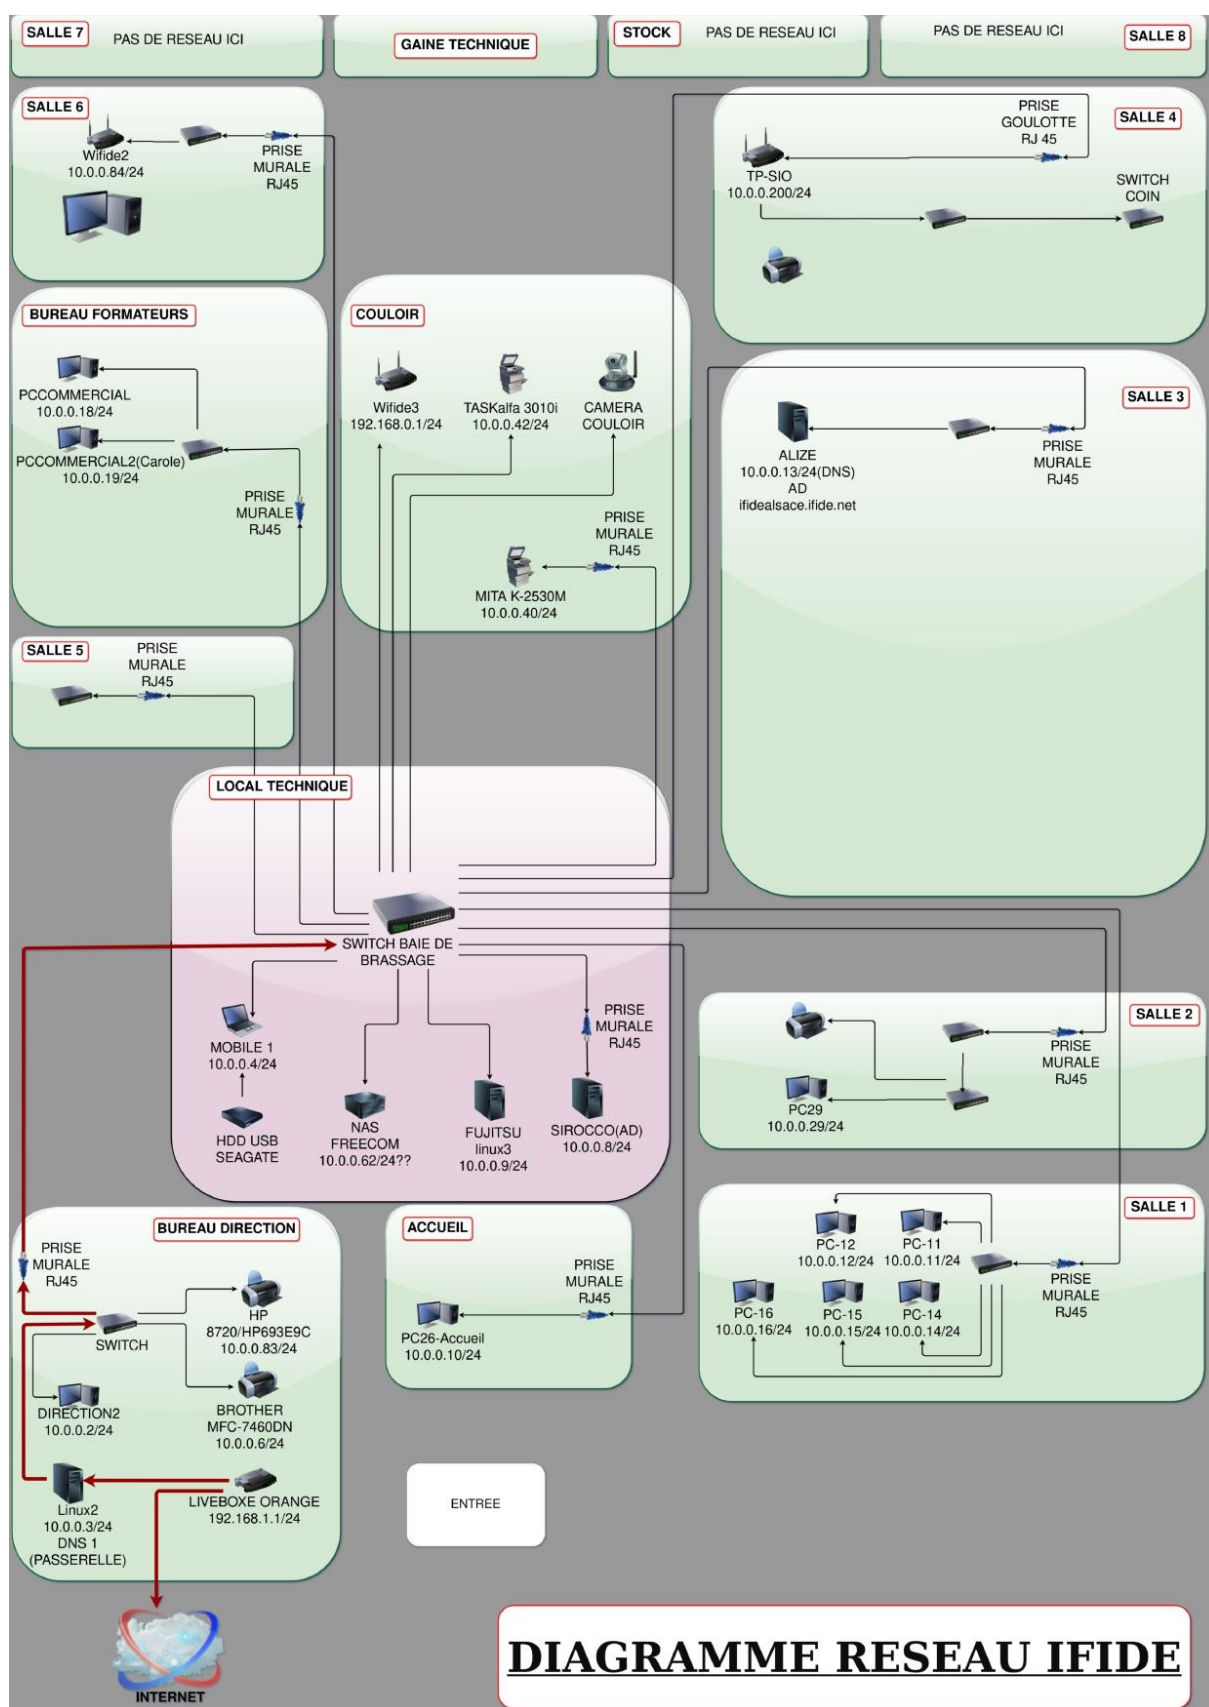 SALLE 7
PAS DE RESEAU ICI
GAINE TECHNIQUE
STOCK
PAS DE RESEAU ICI
PAS DE RESEAU ICI
SALLE 8
SALLE 6
Wifide2
10.0.0.84/24
PRISE
MURALE
RJ45
PRISE
GOULOTTE
RJ 45
SALLE 4
TP-SIO
10.0.0.200/24
SWITCH
COIN
BUREAU FORMATEURS
PCCOMMERCIAL
10.0.0.18/24
PCCOMMERCIAL2(Carole)
10.0.0.19/24
PRISE
MURALE
RJ45
COULOIR
Wifide3
192.168.0.1/24
TASKalfa 3010i
10.0.0.42/24
CAMERA
COULOIR
PRISE
MURALE
RJ45
MITA K-2530M
10.0.0.40/24
SALLE 3
ALIZE
10.0.0.13/24(DNS)
AD
ifidealsace.ifide.net
PRISE
MURALE
RJ45
SALLE 5
PRISE
MURALE
RJ45
LOCAL TECHNIQUE
SWITCH BAIE DE
BRASSAGE
MOBILE 1
10.0.0.4/24
HDD USB
SEAGATE
NAS
FREECOM
10.0.0.62/24??
FUJITSU
linux3
10.0.0.9/24
PRISE
MURALE
RJ45
SIROCCO(AD)
10.0.0.8/24
SALLE 2
PRISE
MURALE
RJ45
PC29
10.0.0.29/24
SALLE 1
PC-12
10.0.0.12/24
PC-11
10.0.0.11/24
PRISE
MURALE
RJ45
PC-16
10.0.0.16/24
PC-15
10.0.0.15/24
PC-14
10.0.0.14/24
BUREAU DIRECTION
PRISE
MURALE
RJ45
HP
8720/HP693E9C
10.0.0.83/24
SWITCH
DIRECTION2
10.0.0.2/24
BROTHER
MFC-7460DN
10.0.0.6/24
Linux2
10.0.0.3/24
DNS 1
(PASSERELLE)
LIVEBOXE ORANGE
192.168.1.1/24
ACCUEIL
PRISE
MURALE
RJ45
PC26-Accueil
10.0.0.10/24
ENTREE
INTERNET
DIAGRAMME RESEAU IFIDE